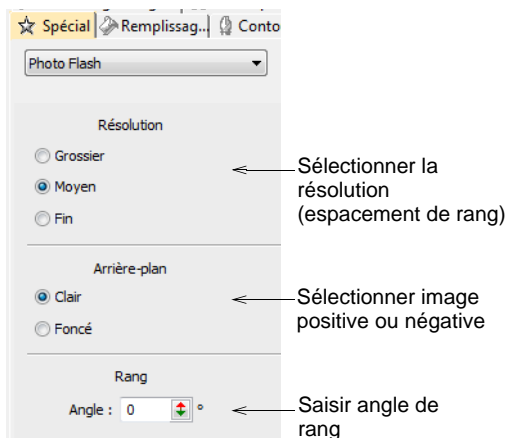 Spécial Remplissag... Conto
Photo Flash
Résolution
Grossier
Moyen
Fin
Sélectionner la
résolution
(espacement de rang)
Arrière-plan
Clair
Foncé
Sélectionner image
positive ou négative
Rang
Angle : 0 °
Saisir angle de
rang